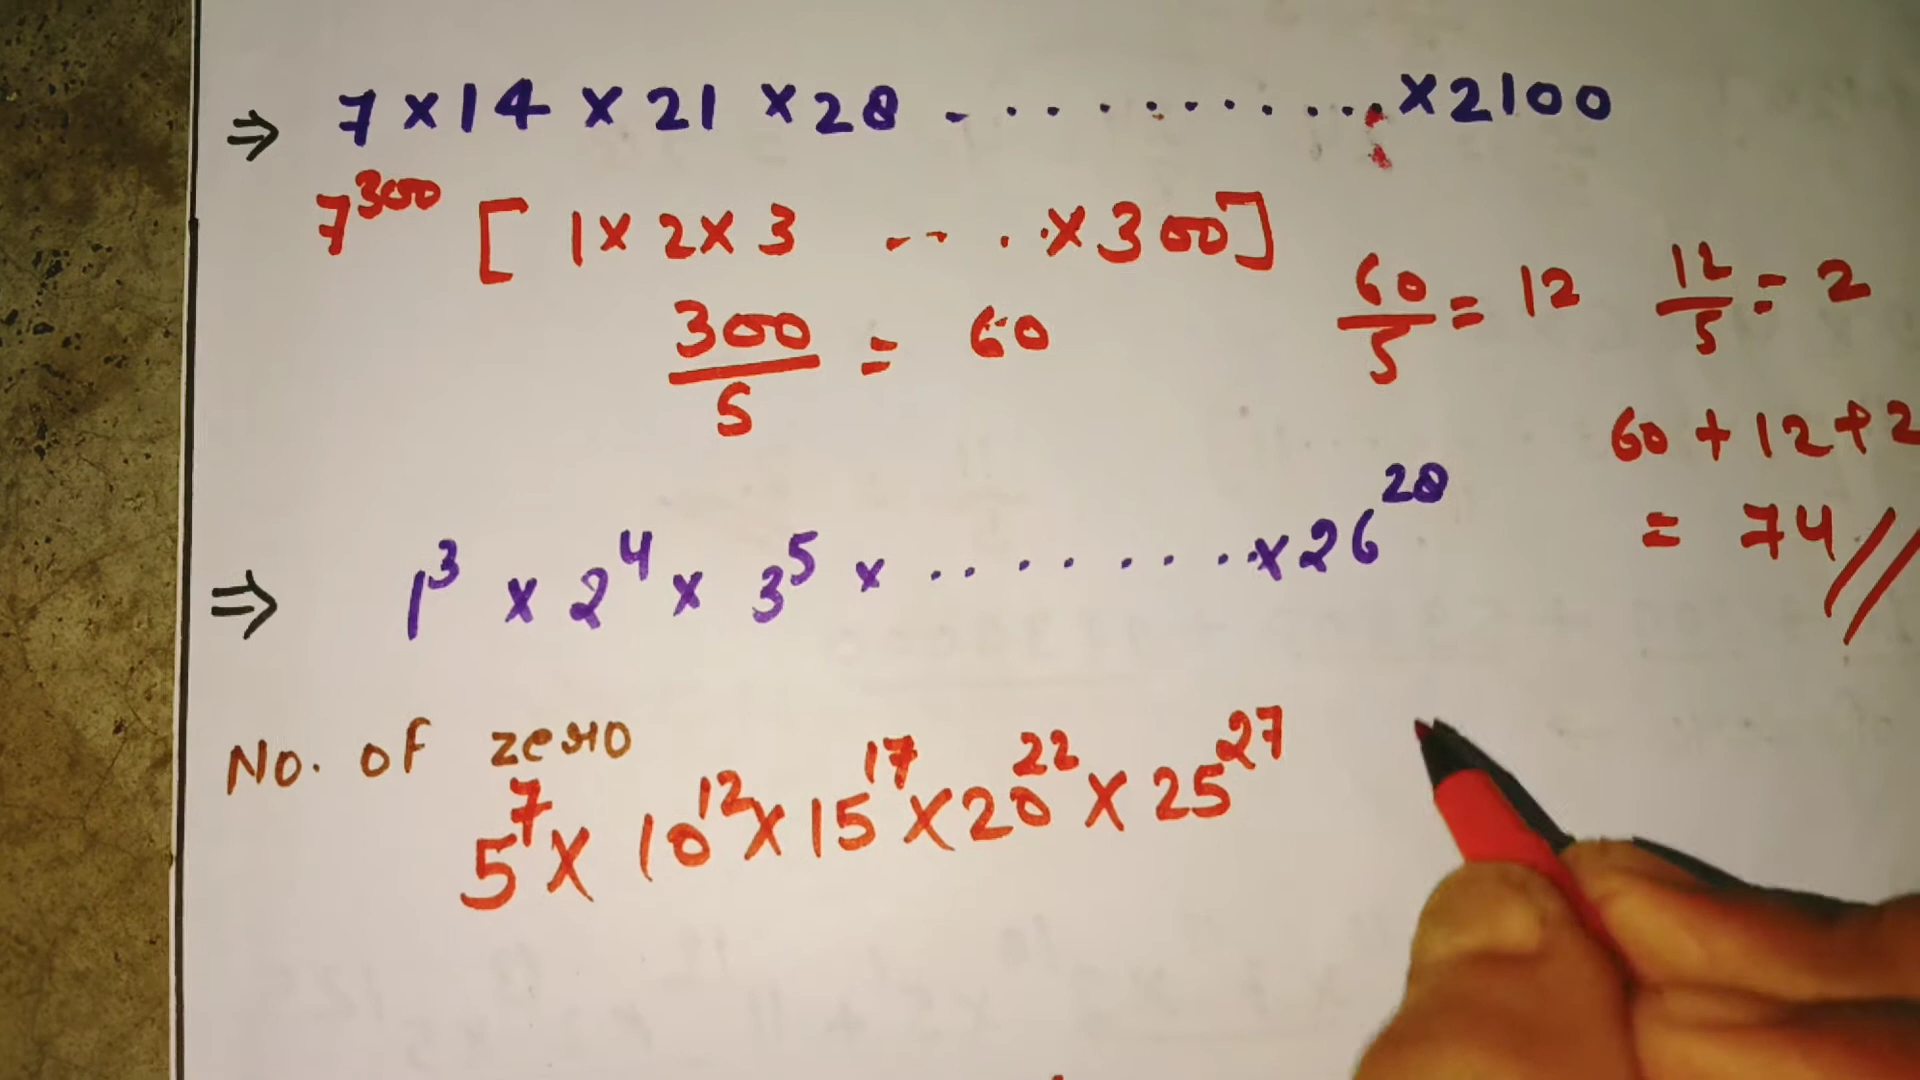 ⇒ 7 × 14 × 21 × 28 - . . . . . . . . . . . × 2100
7^300 [ 1 × 2 × 3 - - . . × 300 ]
300/5 = 60
60/5 = 12
12/5 = 2
60 + 12 + 2
= 74 //
⇒ 1^3 × 2^4 × 3^5 × . . . . . . . . × 26^28
No. of zero
5^7 × 10^12 × 15^17 × 20^22 × 25^27